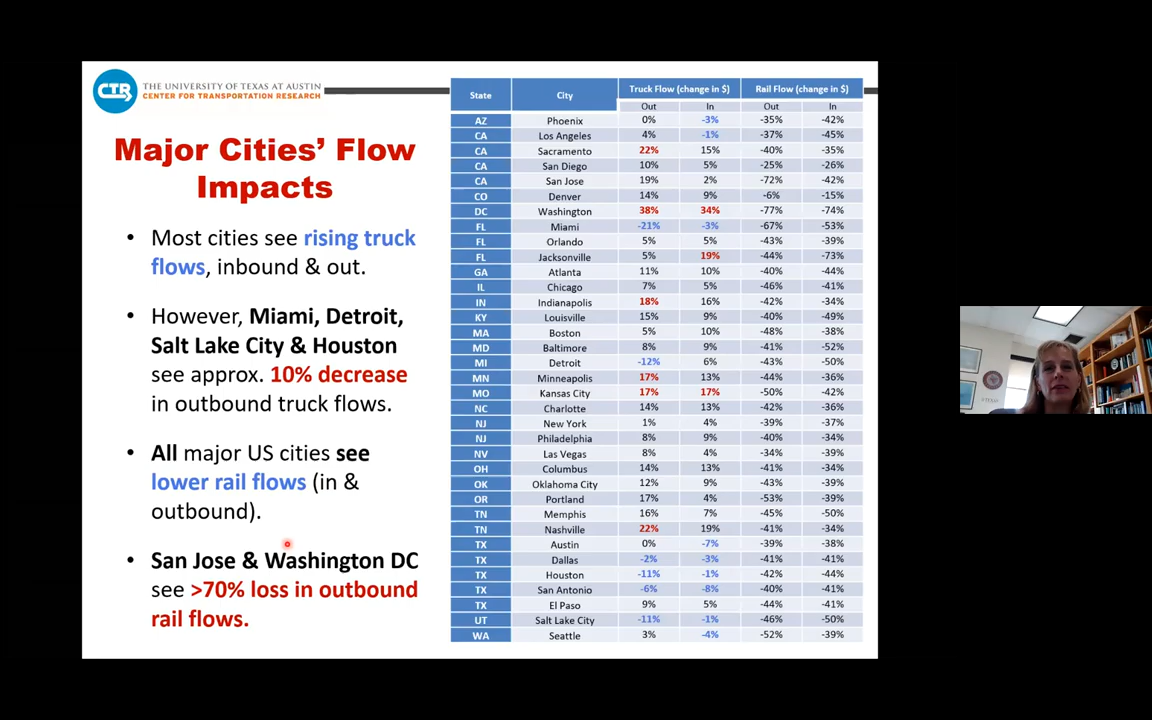 CTR
THE UNIVERSITY OF TEXAS AT AUSTIN
CENTER FOR TRANSPORTATION RESEARCH
Major Cities' Flow
Impacts
• Most cities see rising truck
flows, inbound & out.
• However, Miami, Detroit,
Salt Lake City & Houston
see approx. 10% decrease
in outbound truck flows.
• All major US cities see
lower rail flows (in &
outbound).
• San Jose & Washington DC
see >70% loss in outbound
rail flows.
State City Truck Flow (change in $) Rail Flow (change in $)
Out In Out In
AZ Phoenix 0% -3% -35% -42%
CA Los Angeles 4% -1% -37% -45%
CA Sacramento 22% 15% -40% -35%
CA San Diego 10% 5% -25% -26%
CA San Jose 19% 2% -72% -42%
CO Denver 14% 9% -6% -15%
DC Washington 38% 34% -77% -74%
FL Miami -21% -3% -67% -53%
FL Orlando 5% 5% -43% -39%
FL Jacksonville 5% 19% -44% -73%
GA Atlanta 11% 10% -40% -44%
IL Chicago 7% 5% -46% -41%
IN Indianapolis 18% 16% -42% -34%
KY Louisville 15% 9% -40% -49%
MA Boston 5% 10% -48% -38%
MD Baltimore 8% 9% -41% -52%
MI Detroit -12% 6% -43% -50%
MN Minneapolis 17% 13% -44% -36%
MO Kansas City 17% 17% -50% -42%
NC Charlotte 14% 13% -42% -36%
NJ New York 1% 4% -39% -37%
NJ Philadelphia 8% 9% -40% -34%
NV Las Vegas 8% 4% -34% -39%
OH Columbus 14% 13% -41% -34%
OK Oklahoma City 12% 9% -43% -39%
OR Portland 17% 4% -53% -39%
TN Memphis 16% 7% -45% -50%
TN Nashville 22% 19% -41% -34%
TX Austin 0% -7% -39% -38%
TX Dallas -2% -3% -41% -41%
TX Houston -11% -1% -42% -44%
TX San Antonio -6% -8% -40% -41%
TX El Paso 9% 5% -44% -41%
UT Salt Lake City -11% -1% -46% -50%
WA Seattle 3% -4% -52% -39%